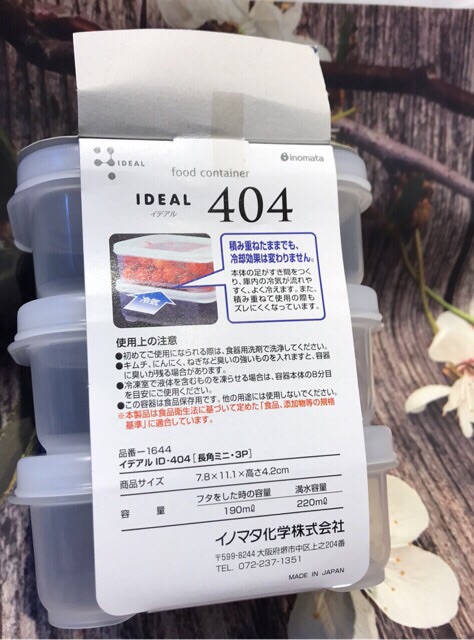 IDEAL
inomata
food container
IDEAL 404
イデアル
積み重ねたままでも、
冷却効果は変わりません。
本体の足がすき間をつく
り、庫内の冷気が流れや
すく、よく冷えます。また、
積み重ねて使用の際も
ズレにくくなっています。
冷気
使用上の注意
●初めてご使用になられる際は、食器用洗剤で洗浄してください。
●キムチ、にんにく、ねぎなど臭いの強いものを入れますと、容器
に臭いが残る場合があります。
●冷凍室で液体を含むものを凍らせる場合は、容器本体の8分目
を目安にご使用ください。
●この容器は食品保存用です。他の用途には使用しないでください。
※本製品は食品衛生法に基づいて定めた「食品、添加物等の規格
基準」に適合しています。
品番－1644
イデアル ID-404 [長角ミニ・3P]
商品サイズ 7.8×11.1×高さ4.2cm
容量 フタをした時の容量 満水容量
190mℓ 220mℓ
イノマタ化学株式会社
〒599-8244 大阪府堺市中区上之204番
TEL. 072-237-1351
MADE IN JAPAN